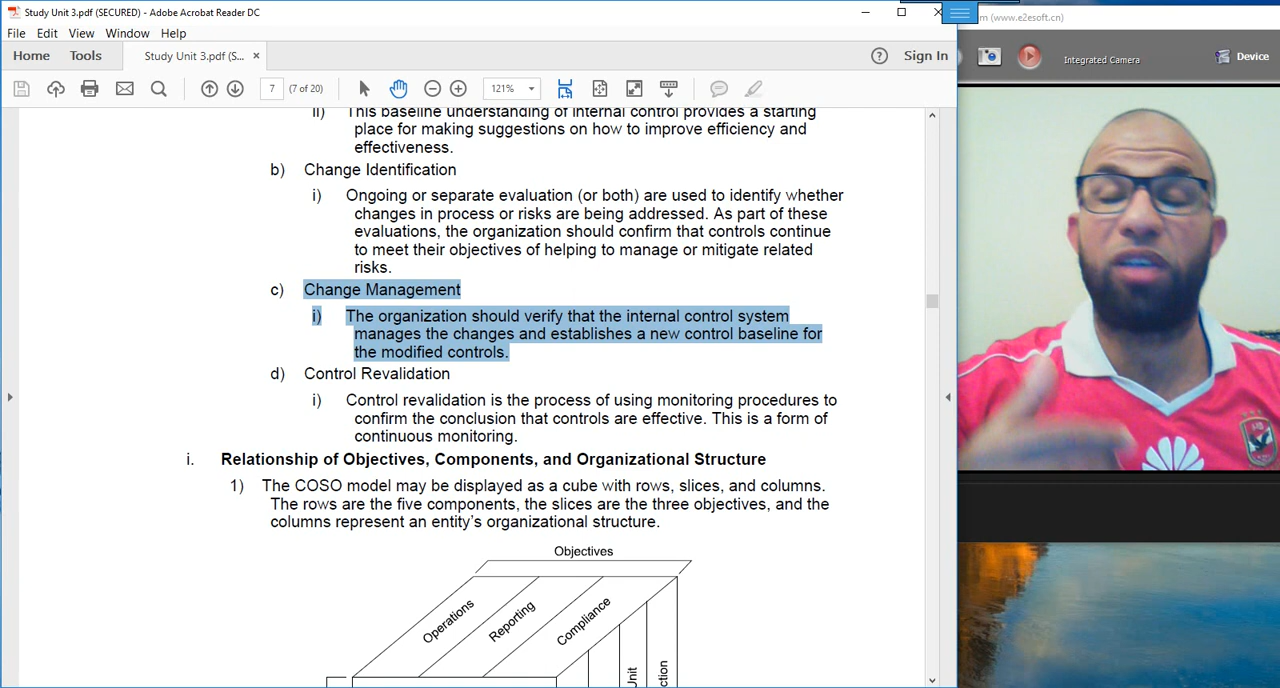 Study Unit 3.pdf (SECURED) - Adobe Acrobat Reader DC
m (www.e2esoft.cn)
File Edit View Window Help
Home Tools Study Unit 3.pdf (S... × Sign In
Integrated Camera Device
7 (7 of 20) 121%
ii) This baseline understanding of internal control provides a starting
place for making suggestions on how to improve efficiency and
effectiveness.
b) Change Identification
i) Ongoing or separate evaluation (or both) are used to identify whether
changes in process or risks are being addressed. As part of these
evaluations, the organization should confirm that controls continue
to meet their objectives of helping to manage or mitigate related
risks.
c) Change Management
i) The organization should verify that the internal control system
manages the changes and establishes a new control baseline for
the modified controls.
d) Control Revalidation
i) Control revalidation is the process of using monitoring procedures to
confirm the conclusion that controls are effective. This is a form of
continuous monitoring.
i. Relationship of Objectives, Components, and Organizational Structure
1) The COSO model may be displayed as a cube with rows, slices, and columns.
The rows are the five components, the slices are the three objectives, and the
columns represent an entity's organizational structure.
Objectives
Operations
Reporting
Compliance